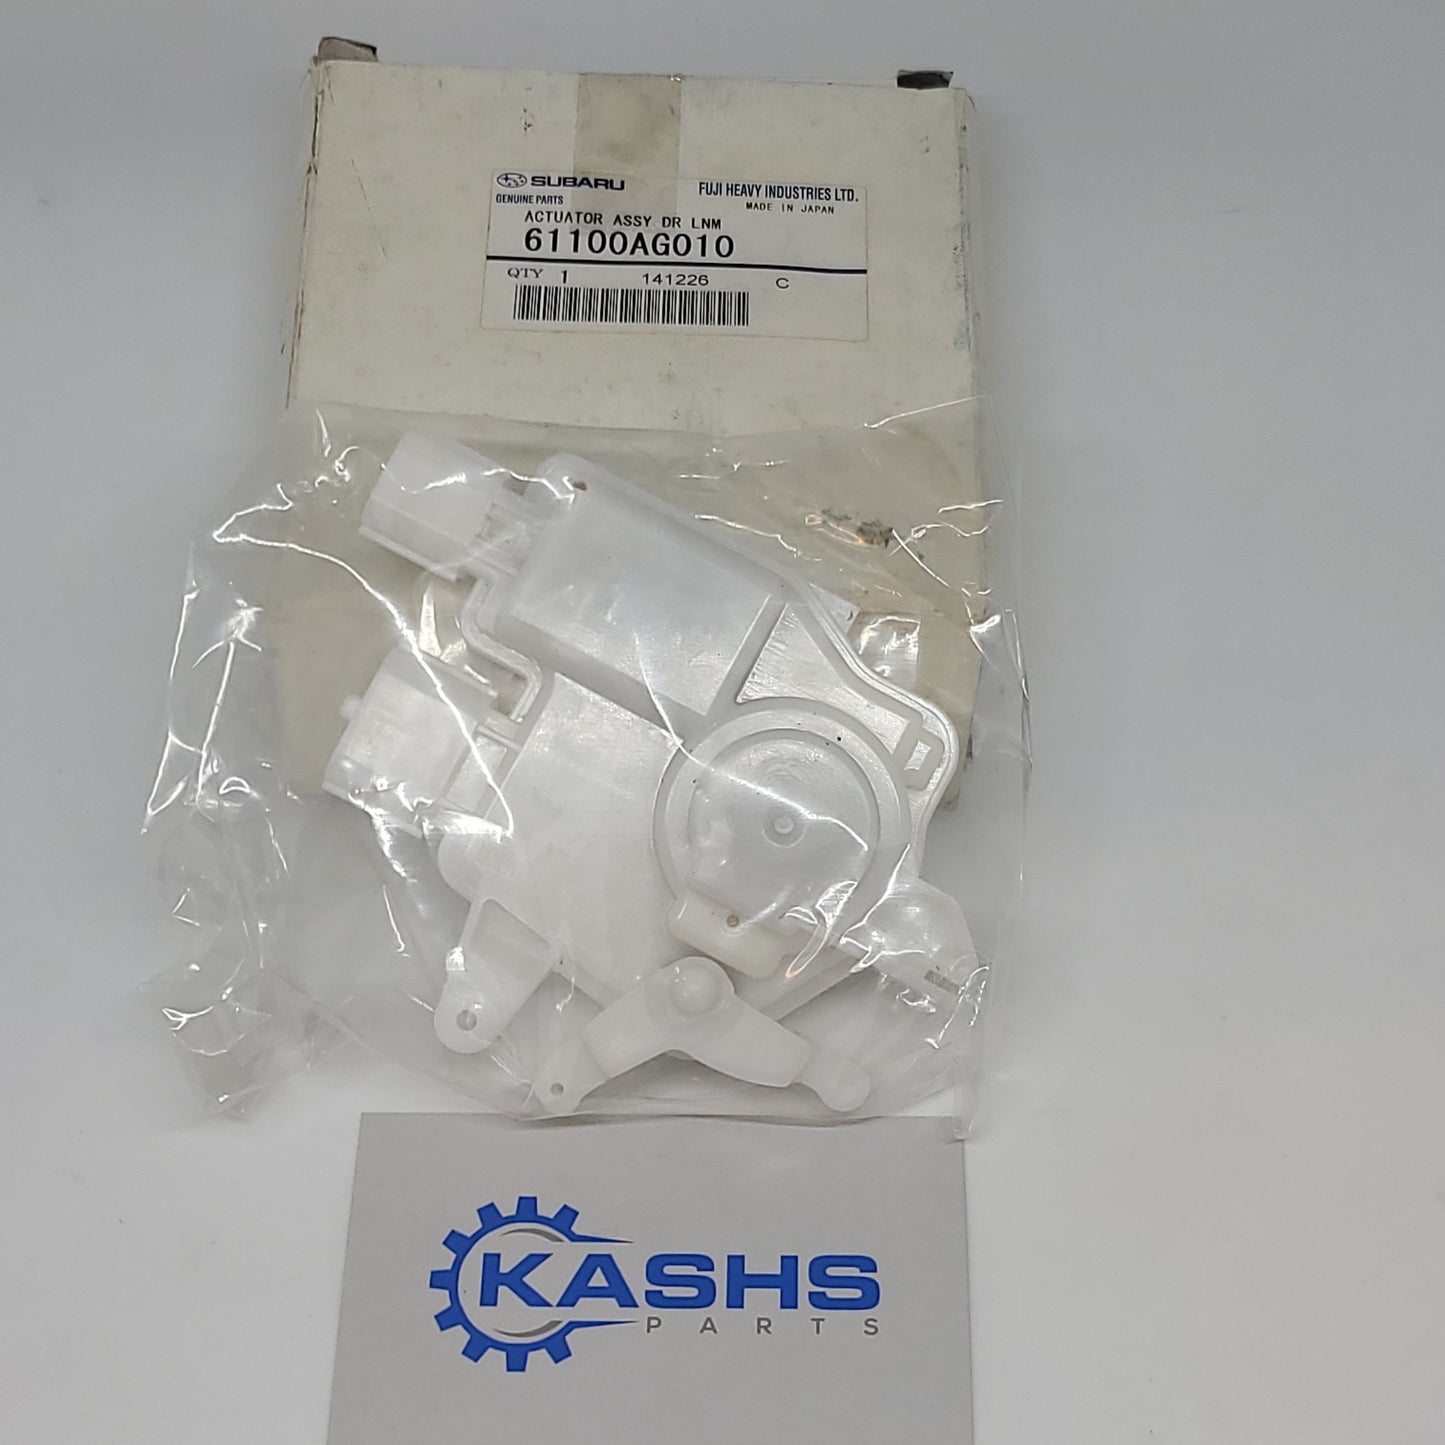 SUBARU FUJI HEAVY INDUSTRIES LTD.
GENUINE PARTS MADE IN JAPAN
ACTUATOR ASSY DR LNM
61100AG010
QTY 1 141226 C
KASHS
PARTS